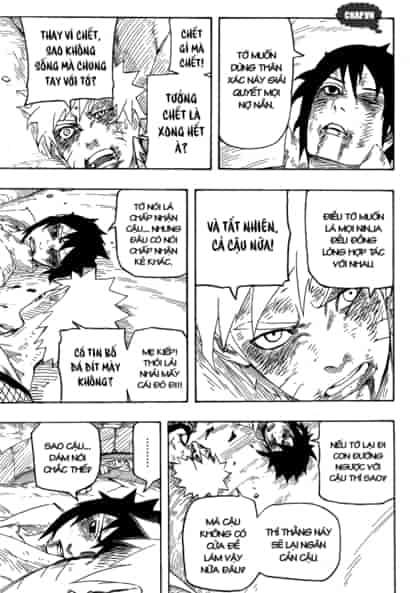 CHAP.VN
TỚ MUỐN
DÙNG THÂN
XÁC NÀY GIẢI
QUYẾT MỌI
NỢ NẦN.
CHẾT
GÌ MÀ
CHẾT!
TƯỞNG
CHẾT LÀ
XONG HẾT
À?
THAY VÌ CHẾT,
SAO KHÔNG
SỐNG MÀ CHUNG
TAY VỚI TỚ?
ĐIỀU TỚ MUỐN
LÀ MỌI NINJA
ĐỀU ĐỒNG
LÒNG HỢP TÁC
VỚI NHAU.
VÀ TẤT NHIÊN,
CẢ CẬU NỮA!
TỚ NÓI LÀ
CHẤP NHẬN
CẬU... NHƯNG
ĐÂU CÓ NÓI
CHẤP NHẬN
KẺ KHÁC.
MẸ KIẾP!
THÔI LẢI
NHẢI MẤY
CÁI ĐÓ ĐI!!
CÓ TIN BỐ
ĐÁ ĐÍT MÀY
KHÔNG?
NẾU TỚ LẠI ĐI
CON ĐƯỜNG
NGƯỢC VỚI
CẬU THÌ SAO?
THÌ THẰNG NÀY
SẼ LẠI NGĂN
CẢN CẬU.
MÀ CẬU
KHÔNG CÓ
CỬA ĐỂ
LÀM VẬY
NỮA ĐÂU!
.........
SAO CẬU...
DÁM NÓI
CHẮC THẾ?